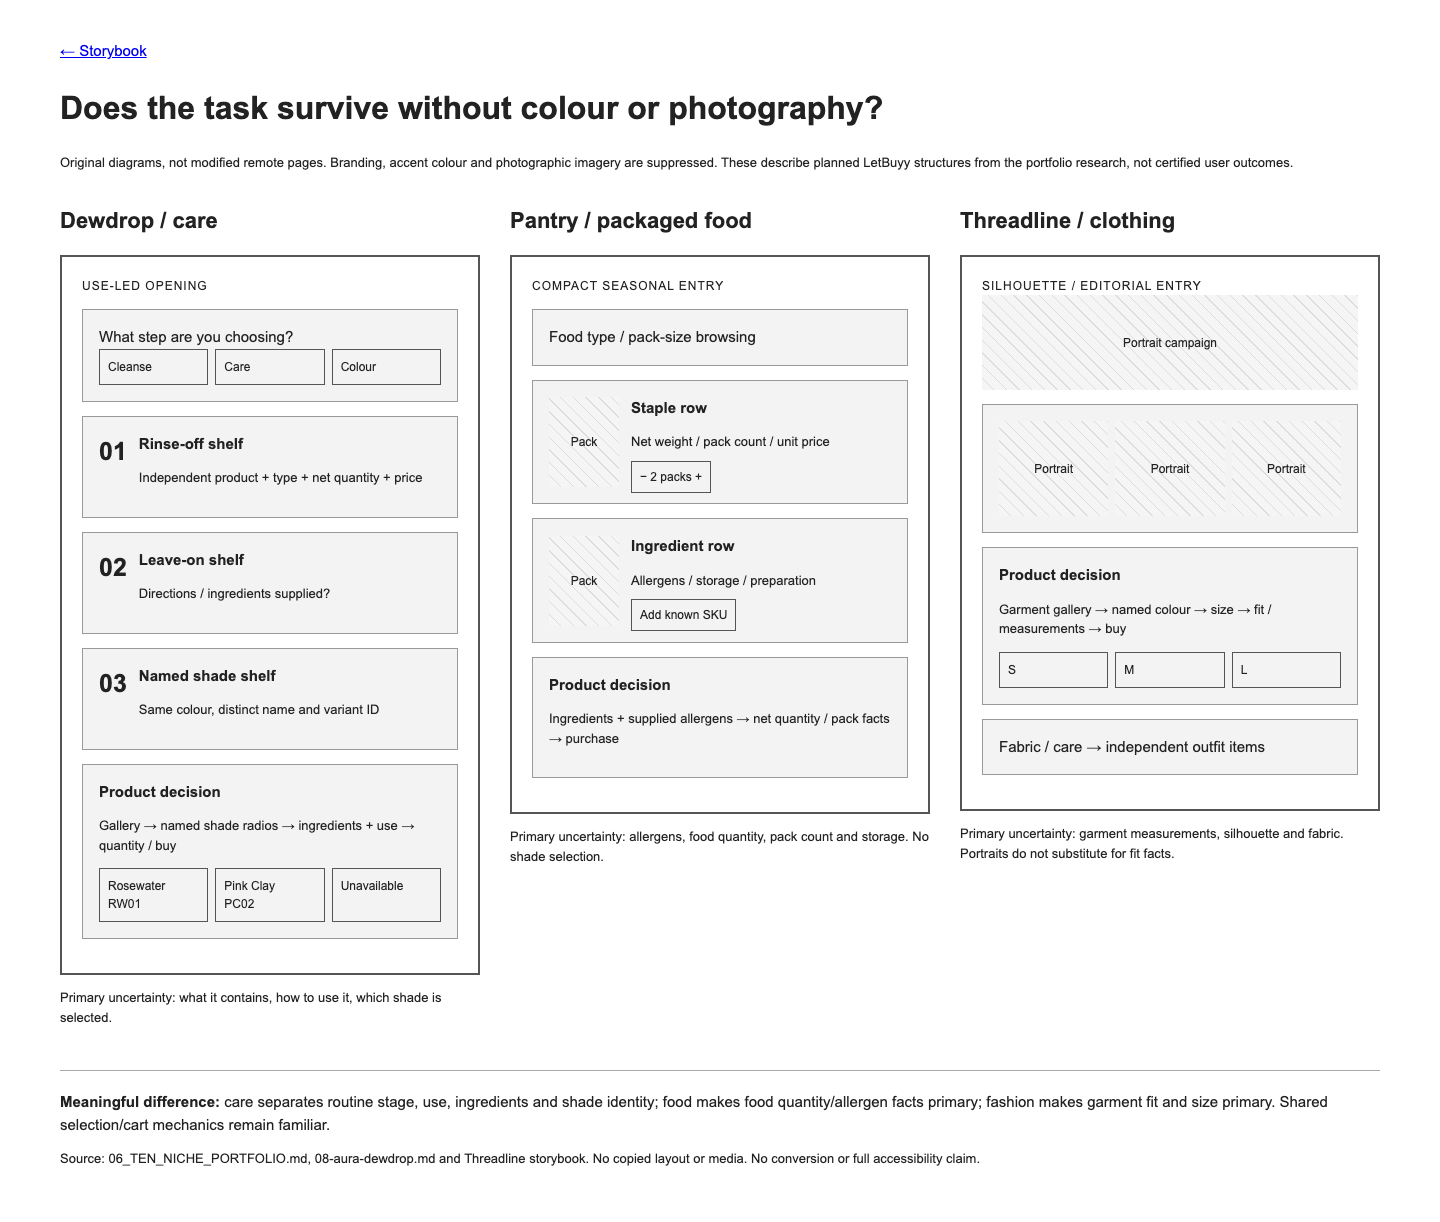 ← Storybook
Does the task survive without colour or photography?
Original diagrams, not modified remote pages. Branding, accent colour and photographic imagery are suppressed. These describe planned LetBuyy structures from the portfolio research, not certified user outcomes.
Dewdrop / care
USE-LED OPENING
What step are you choosing?
Cleanse
Care
Colour
01
Rinse-off shelf
Independent product + type + net quantity + price
02
Leave-on shelf
Directions / ingredients supplied?
03
Named shade shelf
Same colour, distinct name and variant ID
Product decision
Gallery → named shade radios → ingredients + use →
quantity / buy
Rosewater
RW01
Pink Clay
PC02
Unavailable
Primary uncertainty: what it contains, how to use it, which shade is
selected.
Pantry / packaged food
COMPACT SEASONAL ENTRY
Food type / pack-size browsing
Pack
Staple row
Net weight / pack count / unit price
− 2 packs +
Pack
Ingredient row
Allergens / storage / preparation
Add known SKU
Product decision
Ingredients + supplied allergens → net quantity / pack facts
→ purchase
Primary uncertainty: allergens, food quantity, pack count and storage. No
shade selection.
Threadline / clothing
SILHOUETTE / EDITORIAL ENTRY
Portrait campaign
Portrait
Portrait
Portrait
Product decision
Garment gallery → named colour → size → fit /
measurements → buy
S
M
L
Fabric / care → independent outfit items
Primary uncertainty: garment measurements, silhouette and fabric.
Portraits do not substitute for fit facts.
Meaningful difference: care separates routine stage, use, ingredients and shade identity; food makes food quantity/allergen facts primary; fashion makes garment fit and size primary. Shared
selection/cart mechanics remain familiar.
Source: 06_TEN_NICHE_PORTFOLIO.md, 08-aura-dewdrop.md and Threadline storybook. No copied layout or media. No conversion or full accessibility claim.